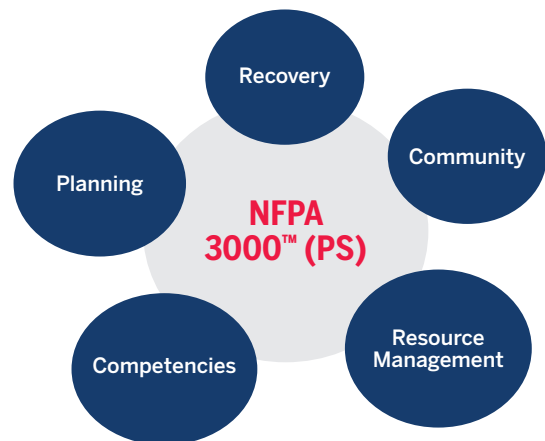 Recovery
Community
Planning
NFPA
3000™ (PS)
Resource
Management
Competencies